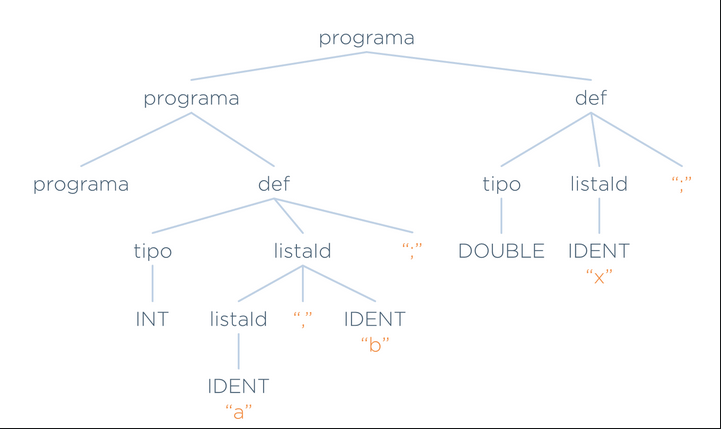 programa
programa def
programa def tipo listaId “;”
tipo listaId “;” DOUBLE IDENT
“x”
INT listaId “,” IDENT
“b”
IDENT
“a”